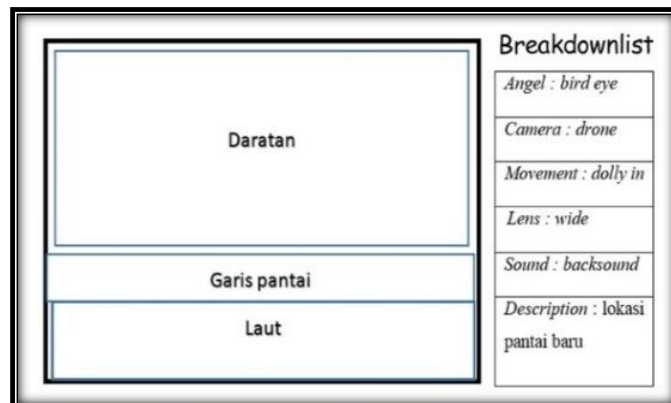 Breakdownlist
Daratan
Garis pantai
Laut
Angel : bird eye
Camera : drone
Movement : dolly in
Lens : wide
Sound : backsound
Description : lokasi
pantai baru